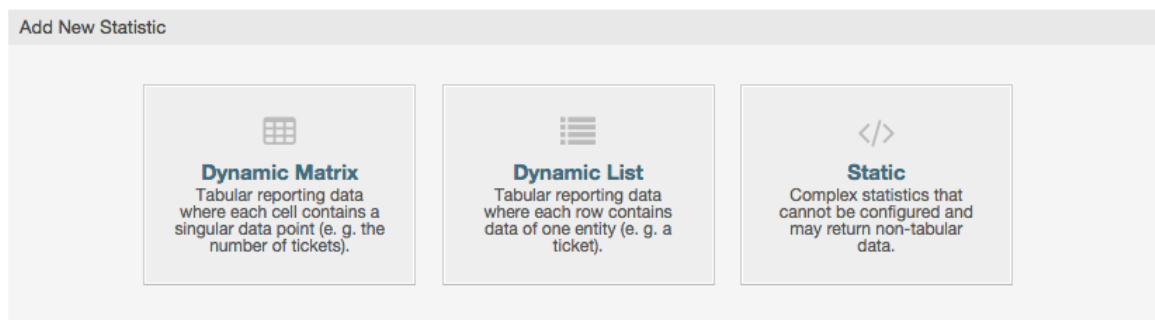 Add New Statistic
Dynamic Matrix
Tabular reporting data
where each cell contains a
singular data point (e. g. the
number of tickets).
Dynamic List
Tabular reporting data
where each row contains
data of one entity (e. g. a
ticket).
Static
Complex statistics that
cannot be configured and
may return non-tabular
data.